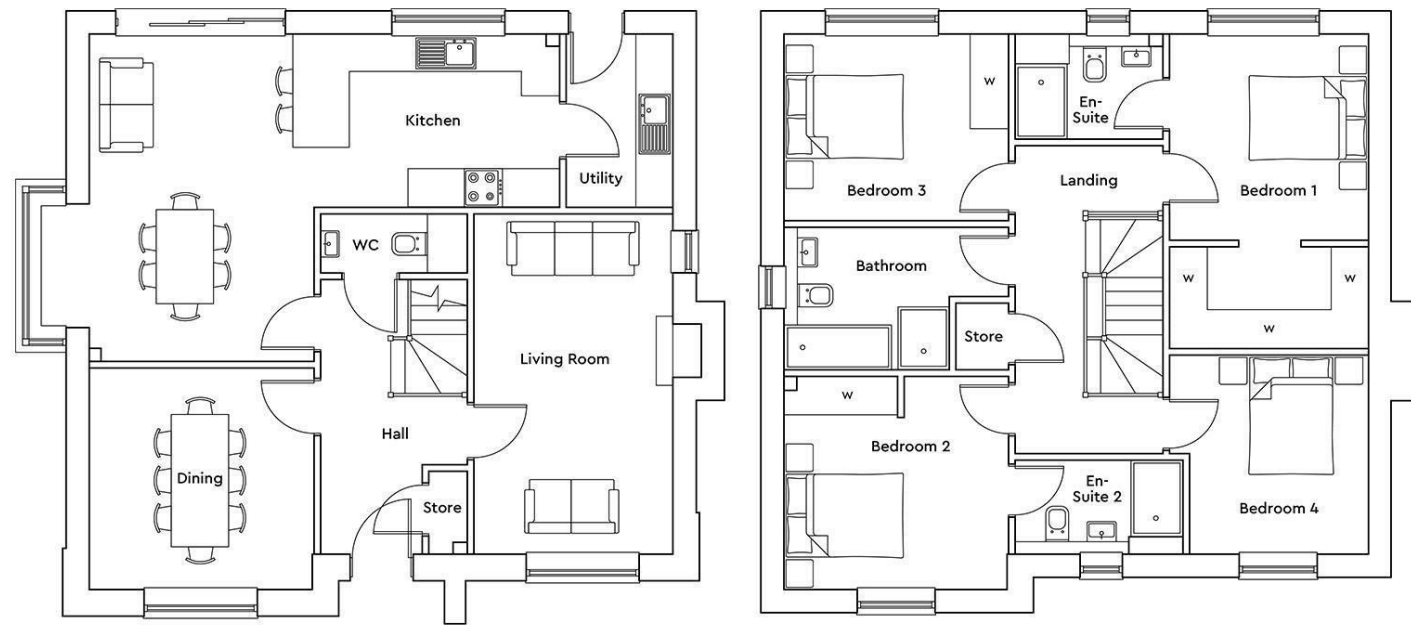 Kitchen
Utility
WC
Living Room
Hall
Dining
Store
W
En-
Suite
Bedroom 3
Landing
Bedroom 1
Bathroom
W
W
Store
W
W
Bedroom 2
En-
Suite 2
Bedroom 4